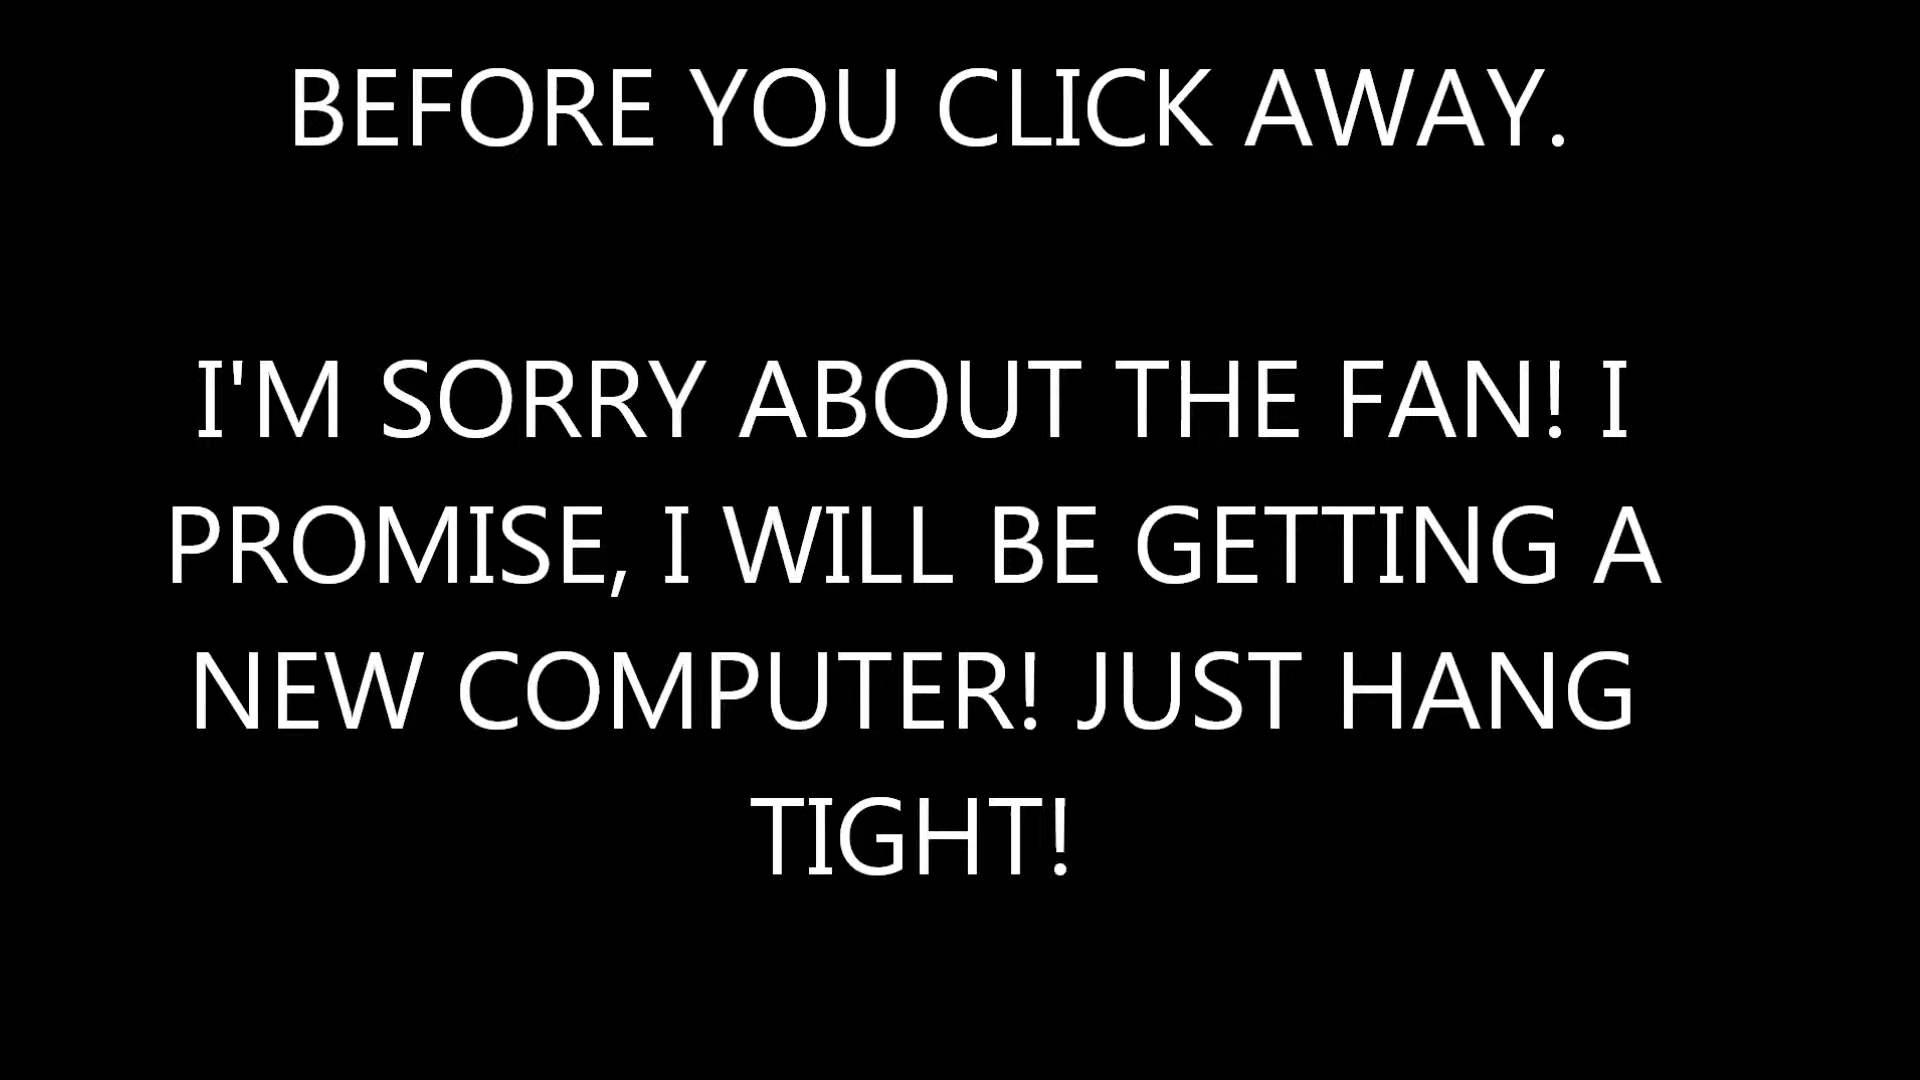 BEFORE YOU CLICK AWAY.
I'M SORRY ABOUT THE FAN! I
PROMISE, I WILL BE GETTING A
NEW COMPUTER! JUST HANG
TIGHT!